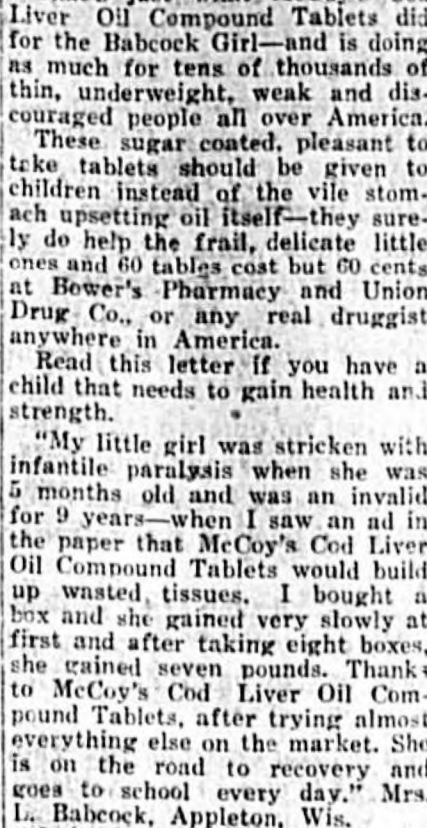 Liver Oil Compound Tablets did
for the Babcock Girl—and is doing
as much for tens of thousands of
thin, underweight, weak and dis-
couraged people all over America.
These sugar coated, pleasant to
take tablets should be given to
children instead of the vile stom-
ach upsetting oil itself—they sure-
ly do help the frail, delicate little
ones and 60 tables cost but 60 cents
at Bower's Pharmacy and Union
Drug Co., or any real druggist
anywhere in America.
Read this letter if you have a
child that needs to gain health and
strength.
"My little girl was stricken with
infantile paralysis when she was
5 months old and was an invalid
for 9 years—when I saw an ad in
the paper that McCoy's Cod Liver
Oil Compound Tablets would build
up wasted tissues. I bought a
box and she gained very slowly at
first and after taking eight boxes,
she gained seven pounds. Thanks
to McCoy's Cod Liver Oil Com-
pound Tablets, after trying almost
everything else on the market. She
is on the road to recovery and
goes to school every day." Mrs.
L. Babcock, Appleton, Wis.